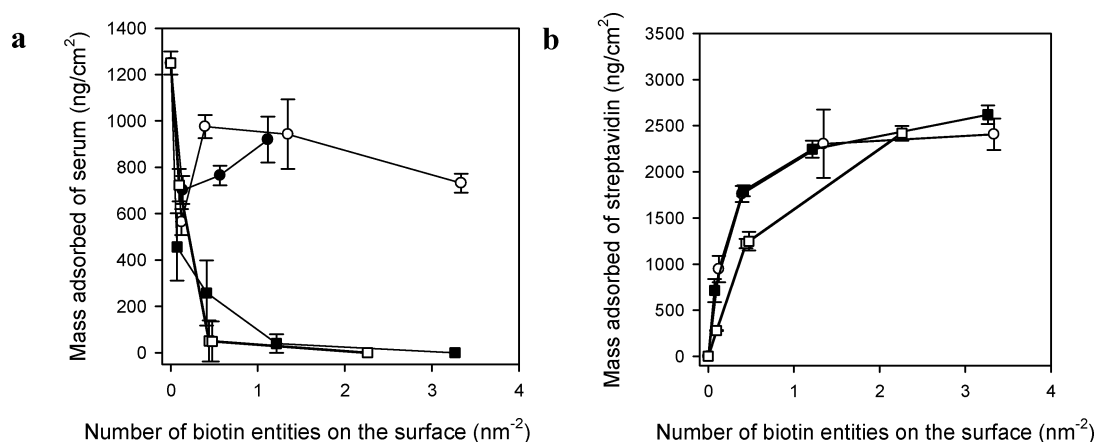 a
Mass adsorbed of serum (ng/cm²)
1400
1200
1000
800
600
400
200
0
0 1 2 3 4
Number of biotin entities on the surface (nm⁻²)
b
Mass adsorbed of streptavidin (ng/cm²)
3500
3000
2500
2000
1500
1000
500
0
0 1 2 3 4
Number of biotin entities on the surface (nm⁻²)